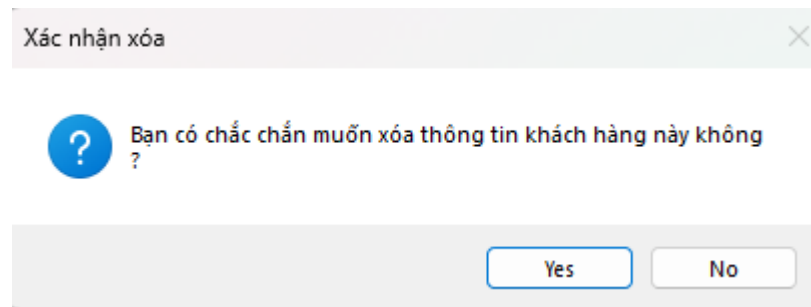 Xác nhận xóa
Bạn có chắc chắn muốn xóa thông tin khách hàng này không
?
Yes
No